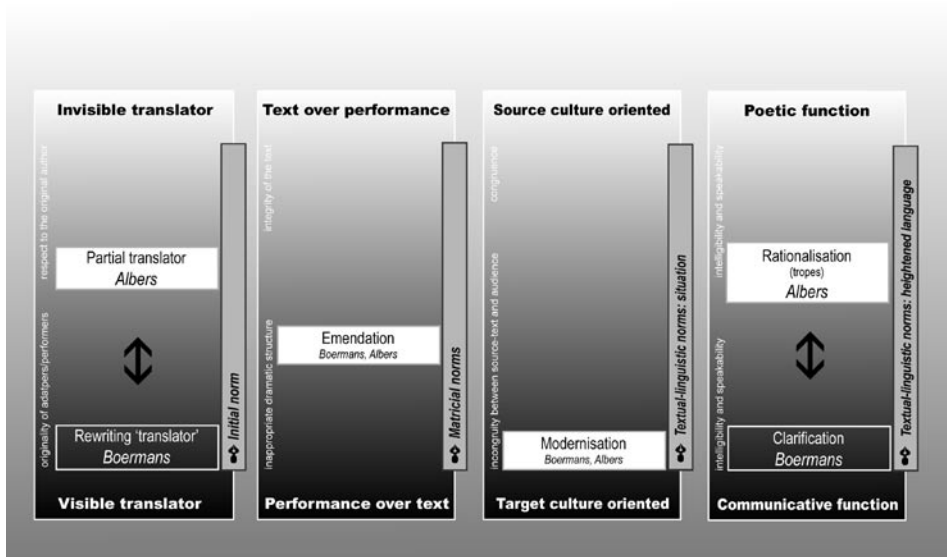 Invisible translator
respect to the original author
Partial translator
Albers
originality of adatpers/performers
Rewriting ‘translator’
Boermans
Visible translator
Initial norm
Text over performance
integrity of the text
Emendation
Boermans, Albers
inappropriate dramatic structure
Performance over text
Matricial norms
Source culture oriented
congruence
incongruity between source-text and audience
Modernisation
Boermans, Albers
Target culture oriented
Textual-linguistic norms: situation
Poetic function
intelligibility and speakability
Rationalisation
(tropes)
Albers
intelligibility and speakability
Clarification
Boermans
Communicative function
Textual-linguistic norms: heightened language